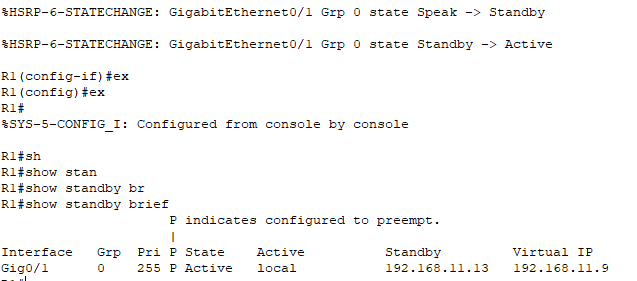 %HSRP-6-STATECHANGE: GigabitEthernet0/1 Grp 0 state Speak -> Standby
%HSRP-6-STATECHANGE: GigabitEthernet0/1 Grp 0 state Standby -> Active
R1(config-if)#ex
R1(config)#ex
R1#
%SYS-5-CONFIG_I: Configured from console by console
R1#sh
R1#show stan
R1#show standby br
R1#show standby brief
P indicates configured to preempt.
|
Interface Grp Pri P State Active Standby Virtual IP
Gig0/1 0 255 P Active local 192.168.11.13 192.168.11.9